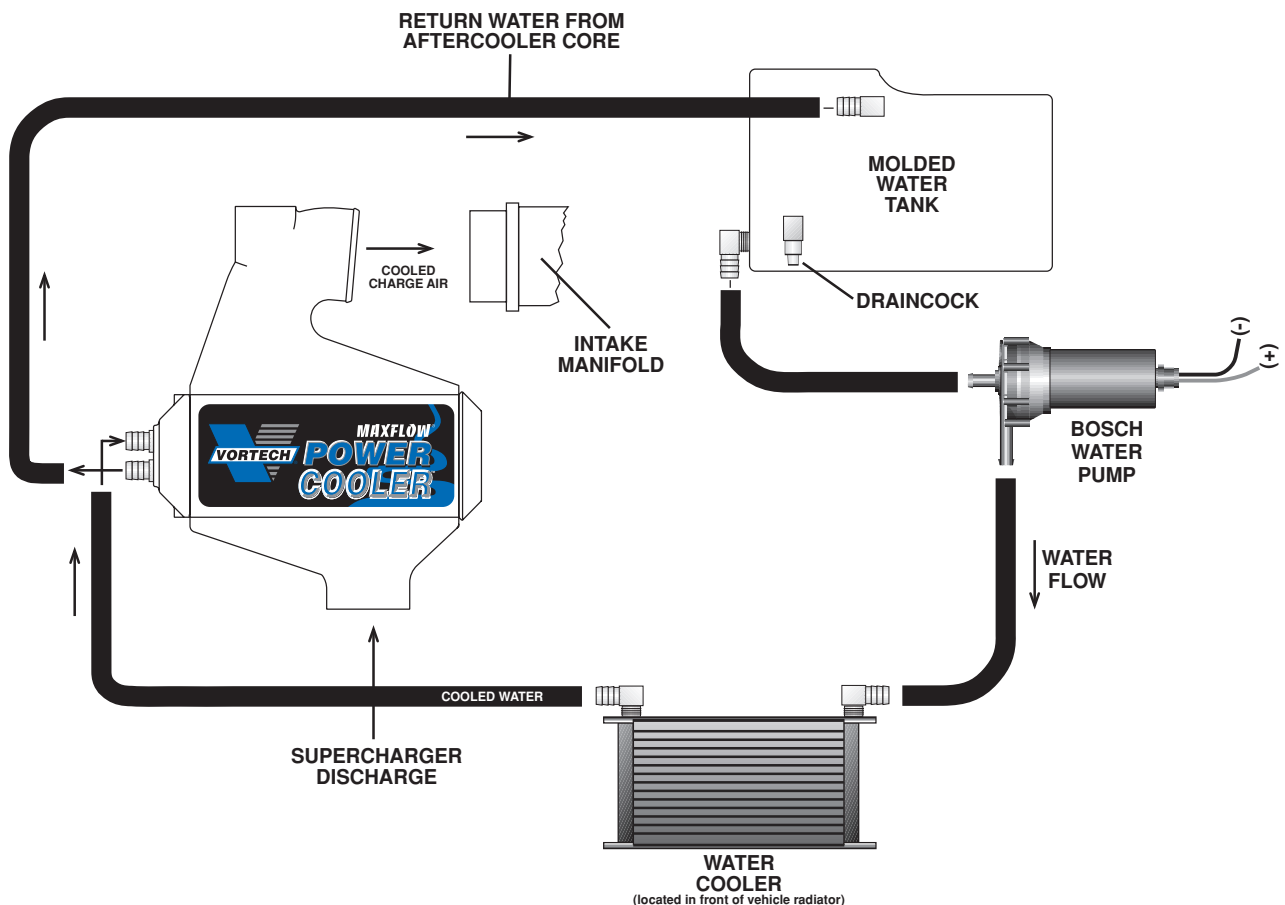 RETURN WATER FROM
AFTERCOOLER CORE
MOLDED
WATER
TANK
COOLED
CHARGE AIR
DRAINCOCK
INTAKE
MANIFOLD
(-)
(+)
MAXFLOW
VORTECH
POWER
COOLER
BOSCH
WATER
PUMP
WATER
FLOW
COOLED WATER
SUPERCHARGER
DISCHARGE
WATER
COOLER
(located in front of vehicle radiator)